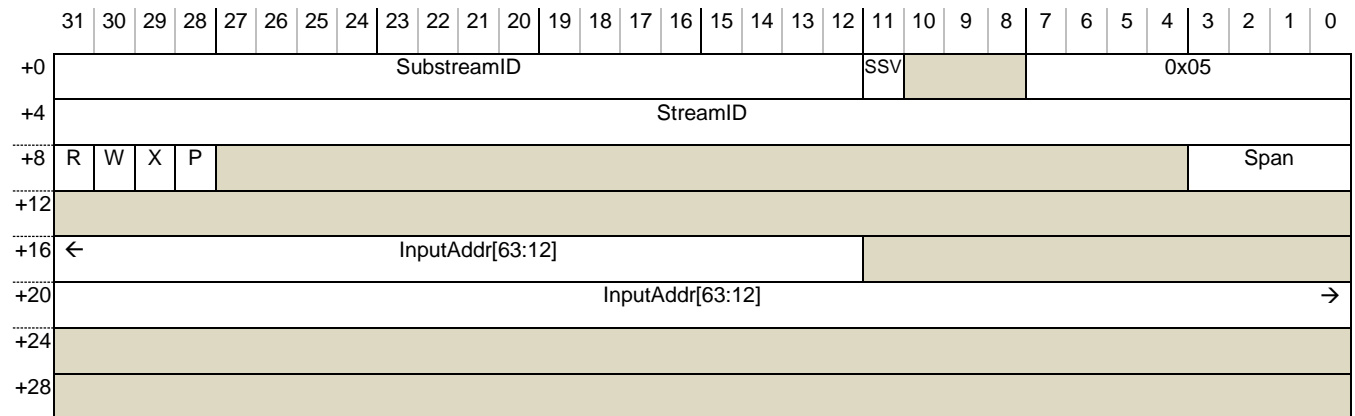 31 30 29 28 27 26 25 24 23 22 21 20 19 18 17 16 15 14 13 12 11 10 9 8 7 6 5 4 3 2 1 0
+0 SubstreamID SSV 0x05
+4 StreamID
+8 R W X P Span
+12
+16 ← InputAddr[63:12]
+20 InputAddr[63:12] →
+24
+28